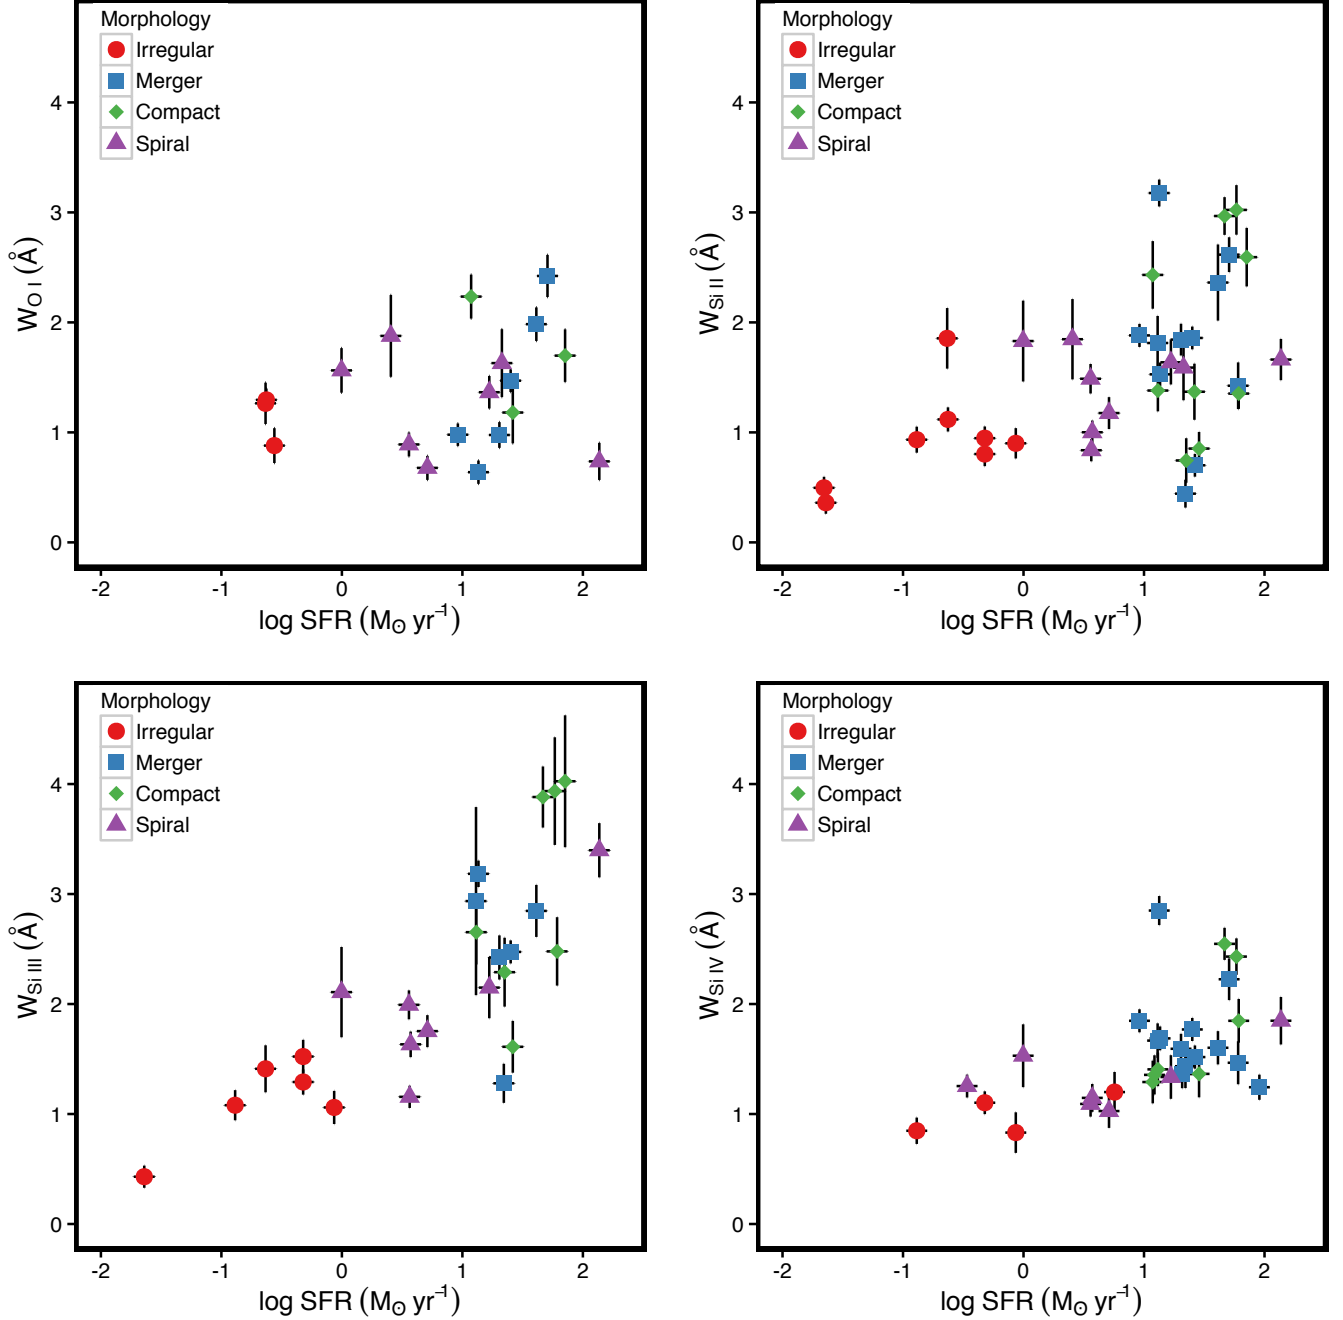 Morphology
Irregular
Merger
Compact
Spiral
W O I (Å)
4
3
2
1
0
-2 -1 0 1 2
log SFR (M⊙ yr⁻¹)
Morphology
Irregular
Merger
Compact
Spiral
W Si II (Å)
4
3
2
1
0
-2 -1 0 1 2
log SFR (M⊙ yr⁻¹)
Morphology
Irregular
Merger
Compact
Spiral
W Si III (Å)
4
3
2
1
0
-2 -1 0 1 2
log SFR (M⊙ yr⁻¹)
Morphology
Irregular
Merger
Compact
Spiral
W Si IV (Å)
4
3
2
1
0
-2 -1 0 1 2
log SFR (M⊙ yr⁻¹)